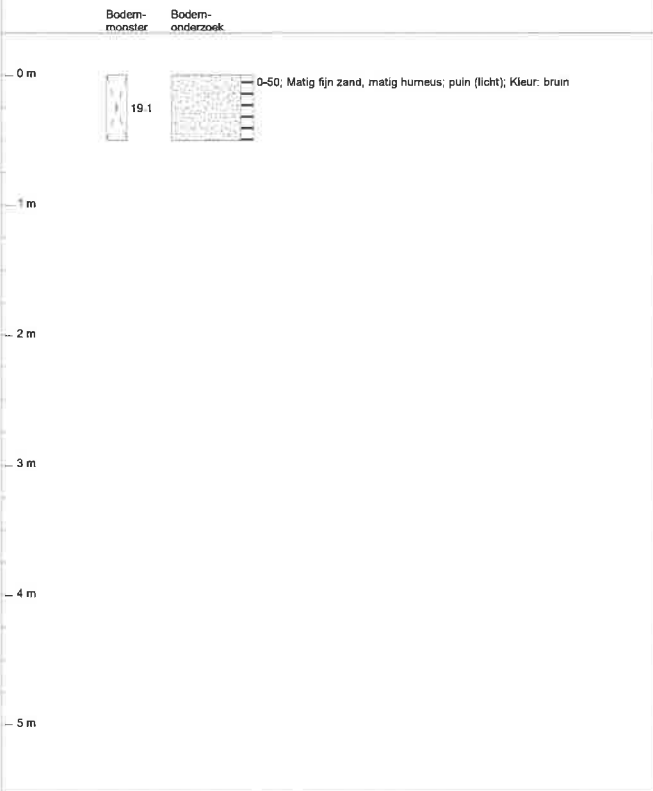 Bodem- Bodem-
monster onderzoek
0 m
0-50; Matig fijn zand, matig humeus; puin (licht); Kleur: bruin
19-1
1 m
2 m
3 m
4 m
5 m